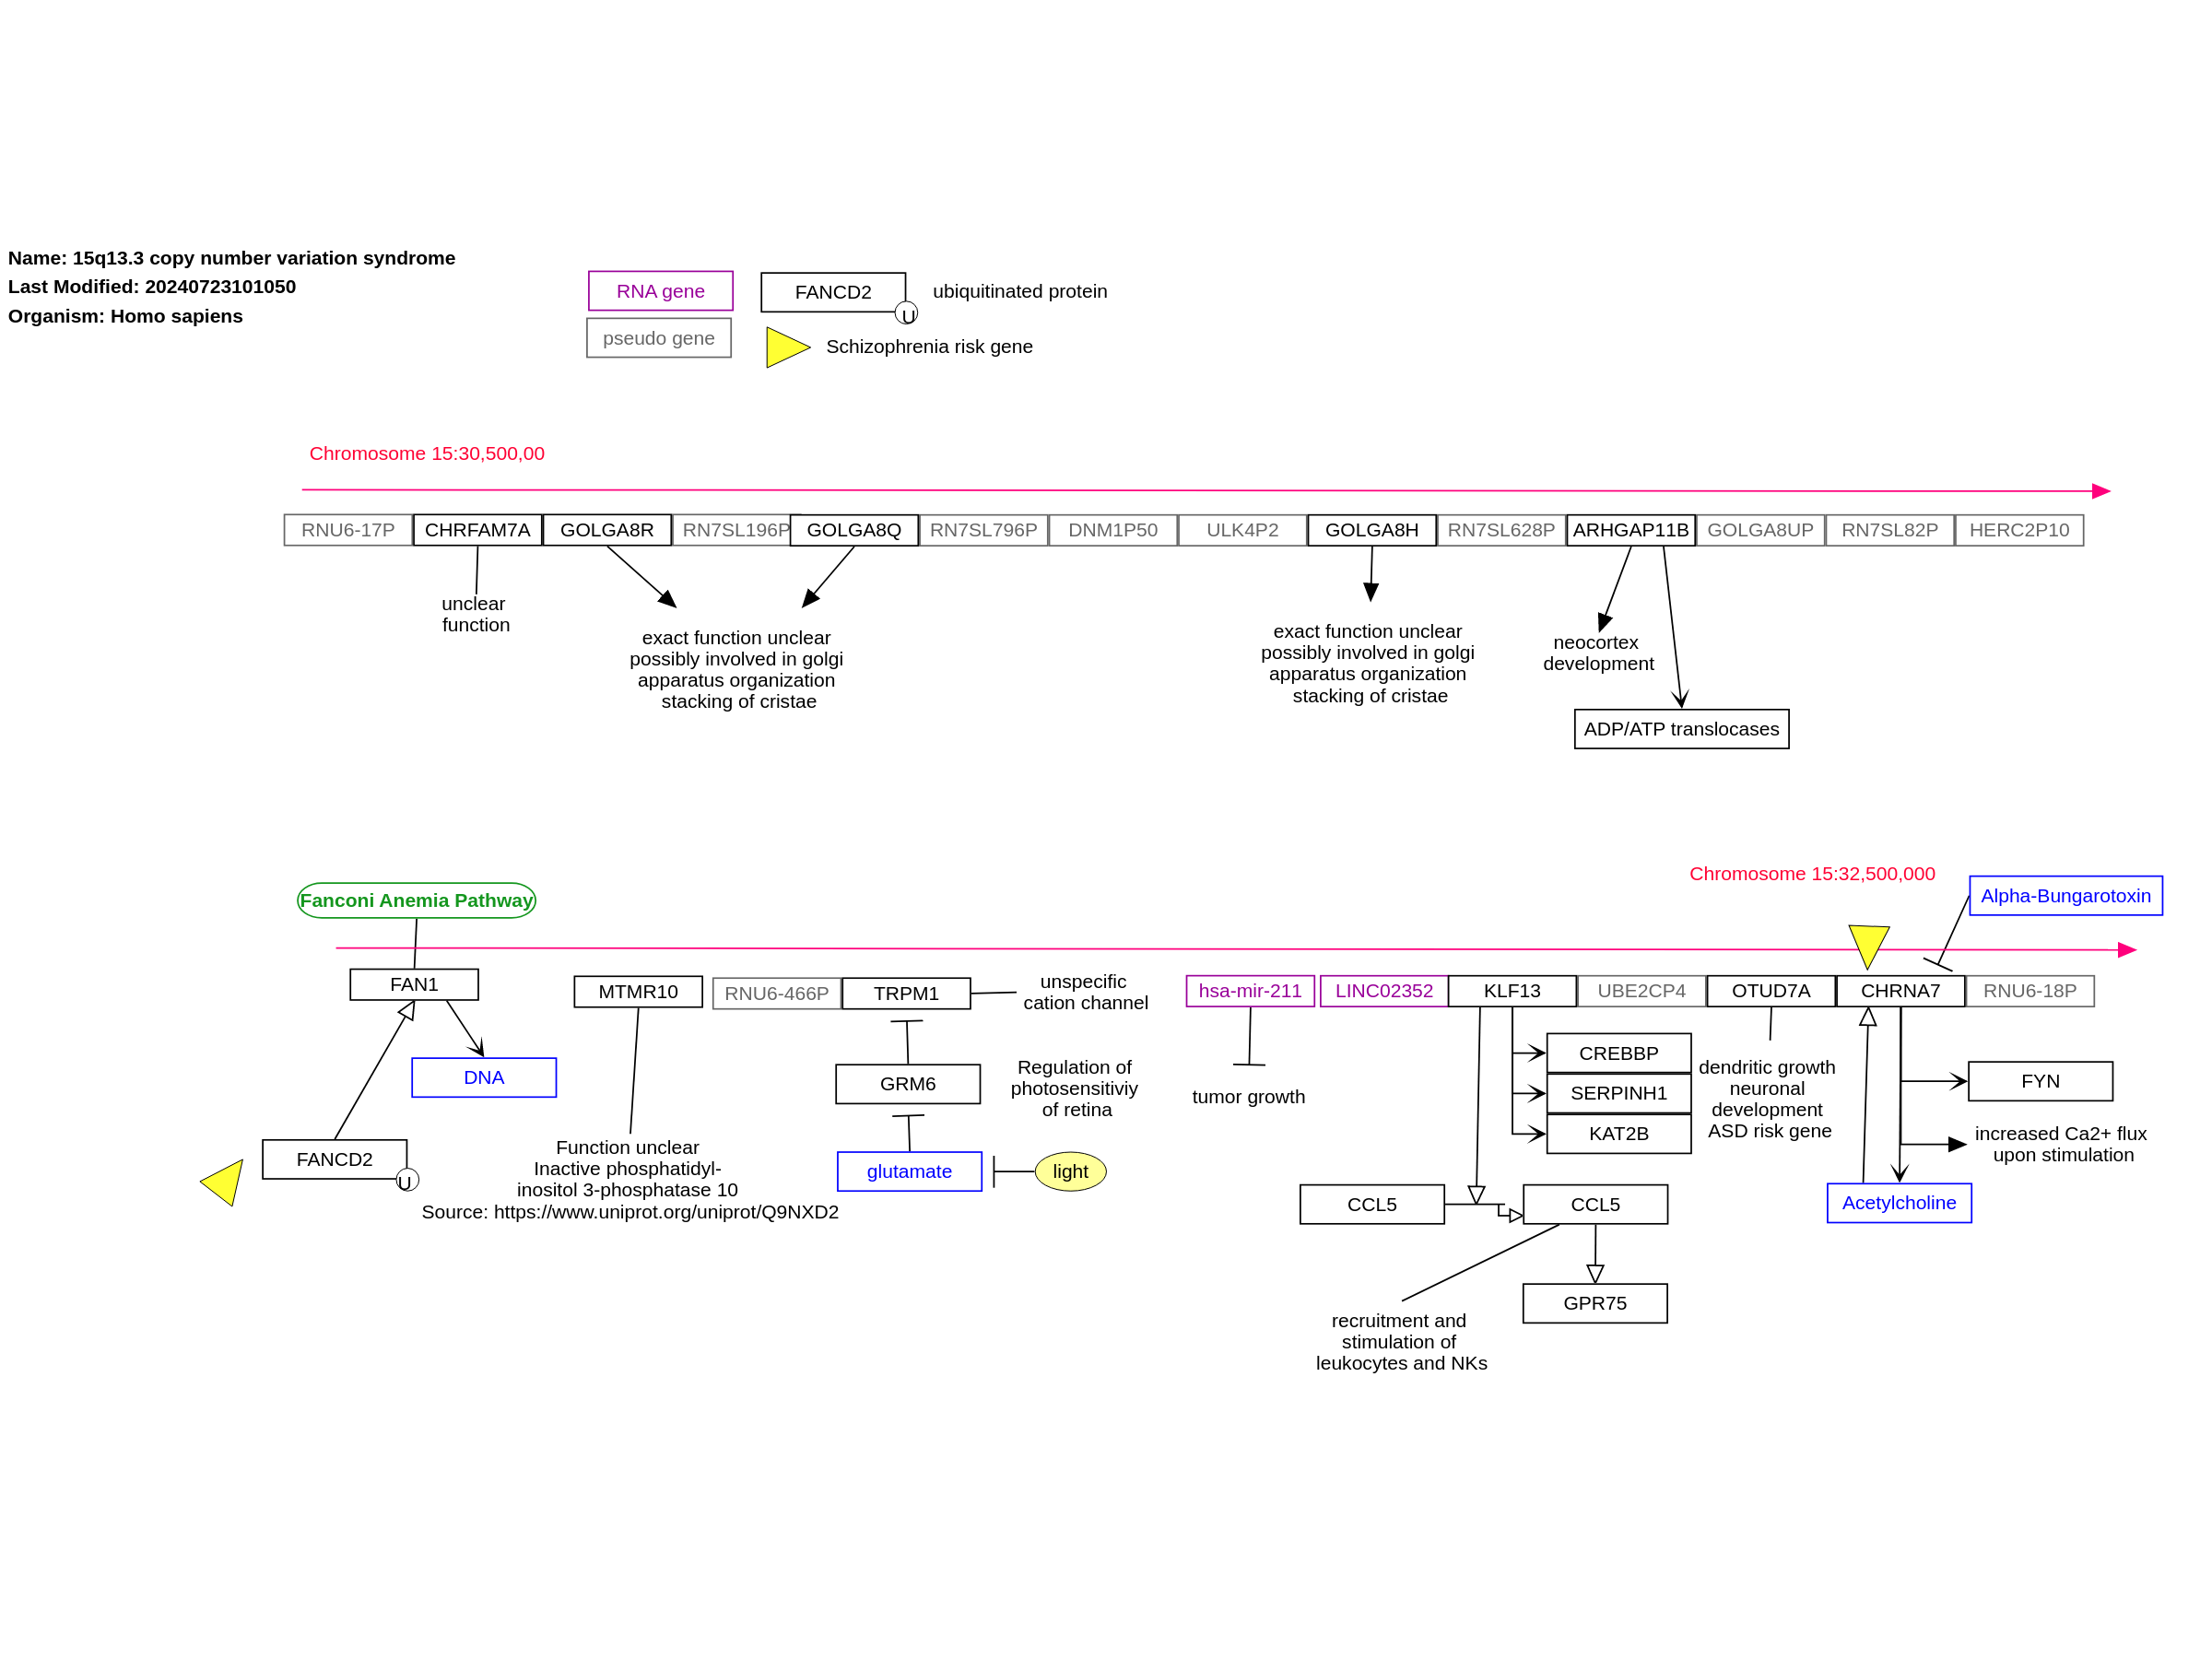 Name: 15q13.3 copy number variation syndrome
Last Modified: 20240723101050
Organism: Homo sapiens
RNA gene
pseudo gene
FANCD2
U
ubiquitinated protein
Schizophrenia risk gene
Chromosome 15:30,500,00
RNU6-17P
CHRFAM7A
GOLGA8R
RN7SL196P
GOLGA8Q
RN7SL796P
DNM1P50
ULK4P2
GOLGA8H
RN7SL628P
ARHGAP11B
GOLGA8UP
RN7SL82P
HERC2P10
unclear
function
exact function unclear
possibly involved in golgi
apparatus organization
stacking of cristae
exact function unclear
possibly involved in golgi
apparatus organization
stacking of cristae
neocortex
development
ADP/ATP translocases
Chromosome 15:32,500,000
Alpha-Bungarotoxin
Fanconi Anemia Pathway
FAN1
MTMR10
RNU6-466P
TRPM1
unspecific
cation channel
hsa-mir-211
LINC02352
KLF13
UBE2CP4
OTUD7A
CHRNA7
RNU6-18P
DNA
FANCD2
U
Function unclear
Inactive phosphatidyl-
inositol 3-phosphatase 10
Source: https://www.uniprot.org/uniprot/Q9NXD2
GRM6
glutamate
Regulation of
photosensitiviy
of retina
light
tumor growth
CREBBP
SERPINH1
KAT2B
dendritic growth
neuronal
development
ASD risk gene
FYN
increased Ca2+ flux
upon stimulation
Acetylcholine
CCL5
CCL5
GPR75
recruitment and
stimulation of
leukocytes and NKs